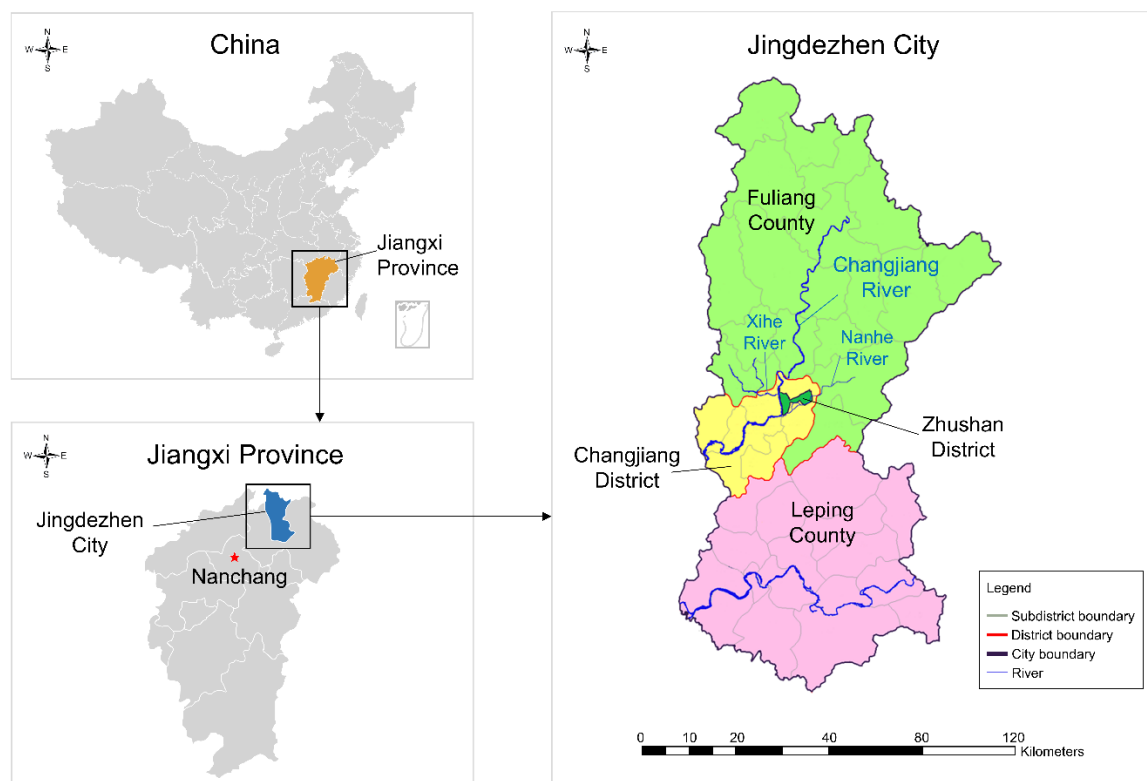 China
N
W E
S
Jiangxi
Province
Jiangxi Province
N
W E
S
Jingdezhen
City
Nanchang
Jingdezhen City
N
W E
S
Fuliang
County
Changjiang
River
Xihe
River
Nanhe
River
Zhushan
District
Changjiang
District
Leping
County
Legend
Subdistrict boundary
District boundary
City boundary
River
0 10 20 40 80 120
Kilometers